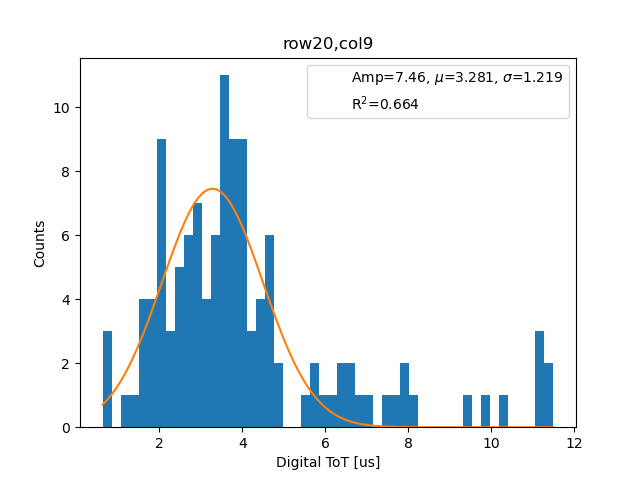 row20,col9
Amp=7.46, μ=3.281, σ=1.219
R²=0.664
Counts
10
8
6
4
2
0
2 4 6 8 10 12
Digital ToT [us]